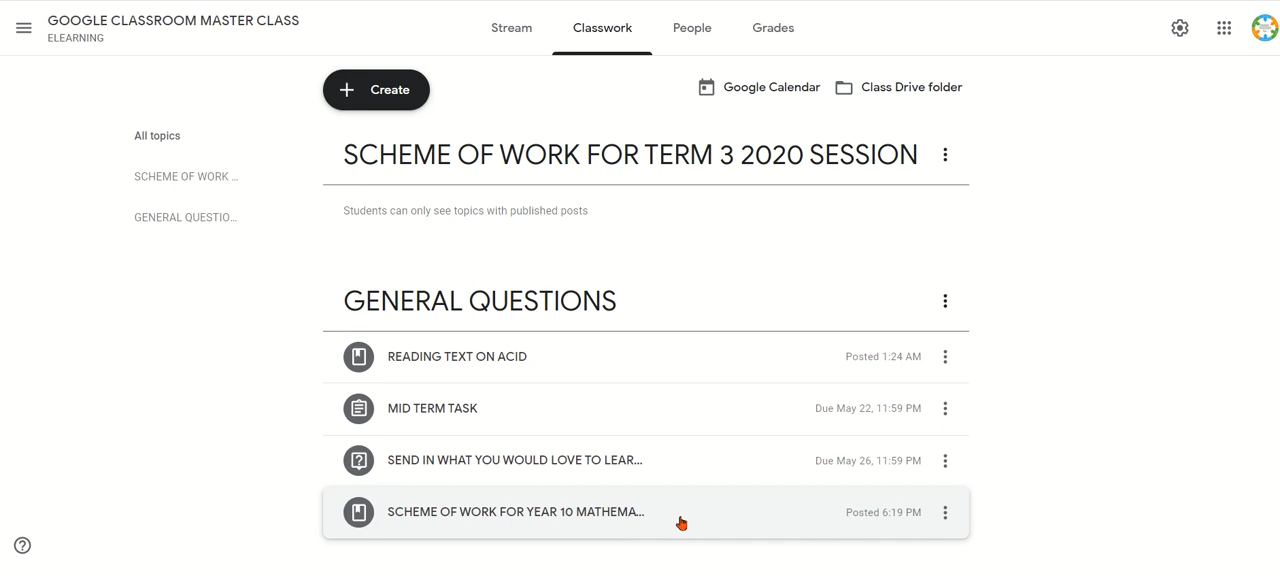 GOOGLE CLASSROOM MASTER CLASS
ELEARNING
Stream Classwork People Grades
Create
Google Calendar Class Drive folder
All topics
SCHEME OF WORK ...
GENERAL QUESTIO...
SCHEME OF WORK FOR TERM 3 2020 SESSION
Students can only see topics with published posts
GENERAL QUESTIONS
READING TEXT ON ACID Posted 1:24 AM
MID TERM TASK Due May 22, 11:59 PM
SEND IN WHAT YOU WOULD LOVE TO LEAR... Due May 26, 11:59 PM
SCHEME OF WORK FOR YEAR 10 MATHEMA... Posted 6:19 PM